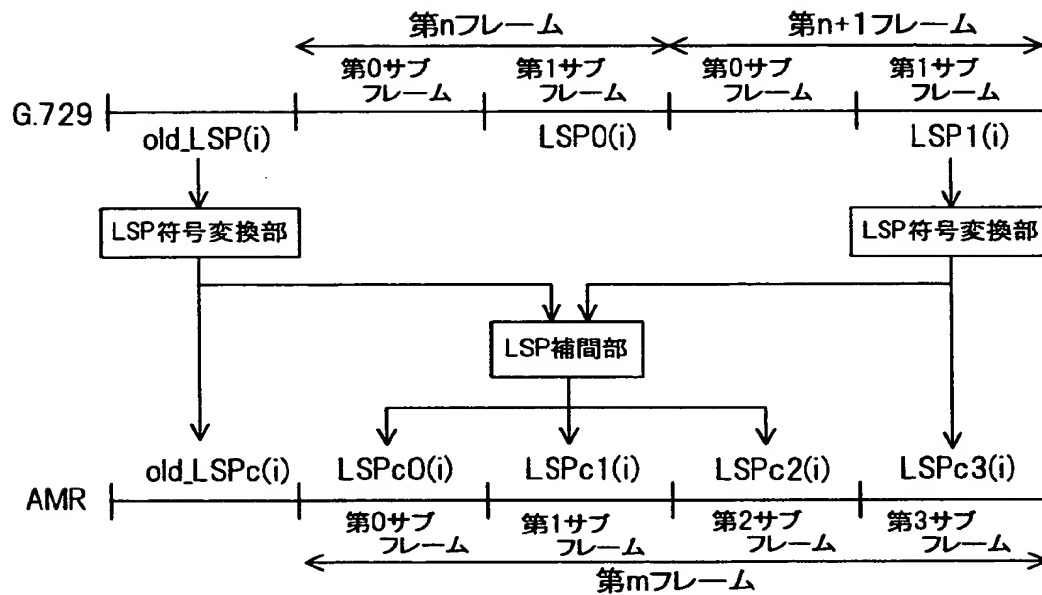 第nフレーム
第n+1フレーム
第0サブ
フレーム
第1サブ
フレーム
第0サブ
フレーム
第1サブ
フレーム
G.729
old_LSP(i)
LSP0(i)
LSP1(i)
LSP符号変換部
LSP符号変換部
LSP補間部
old_LSPc(i)
LSPc0(i)
LSPc1(i)
LSPc2(i)
LSPc3(i)
AMR
第0サブ
フレーム
第1サブ
フレーム
第2サブ
フレーム
第3サブ
フレーム
第mフレーム